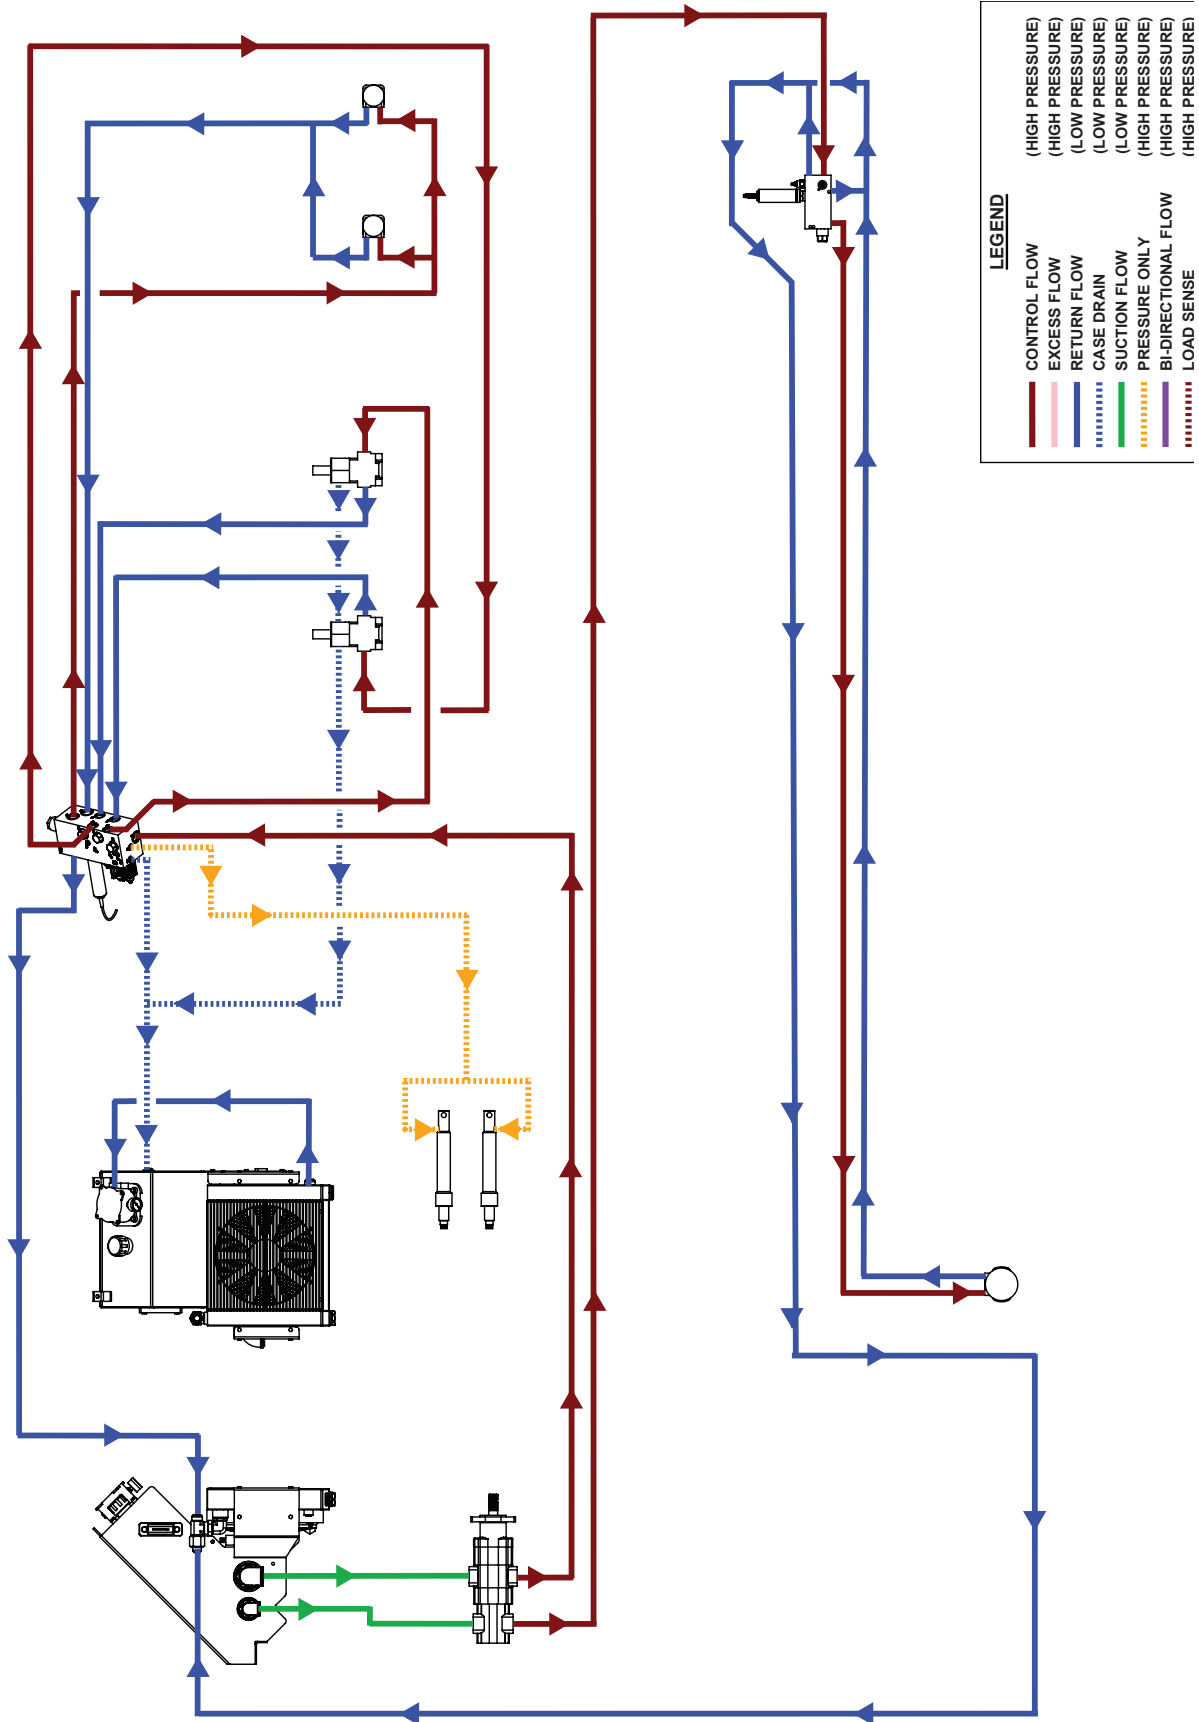 LEGEND
CONTROL FLOW (HIGH PRESSURE)
EXCESS FLOW (HIGH PRESSURE)
RETURN FLOW (LOW PRESSURE)
CASE DRAIN (LOW PRESSURE)
SUCTION FLOW (LOW PRESSURE)
PRESSURE ONLY (HIGH PRESSURE)
BI-DIRECTIONAL FLOW (HIGH PRESSURE)
LOAD SENSE (HIGH PRESSURE)